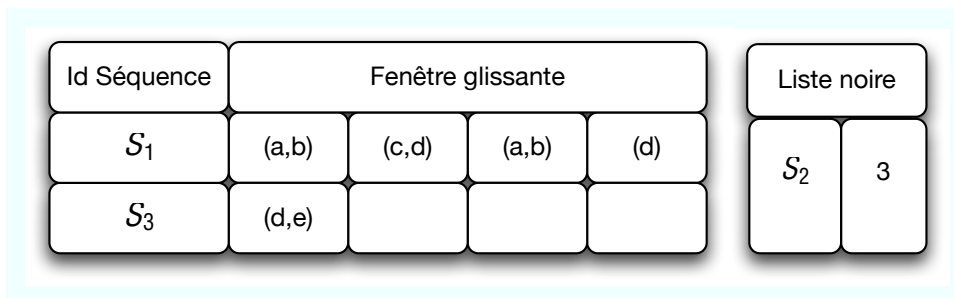 Id Séquence Fenêtre glissante
S1 (a,b) (c,d) (a,b) (d)
S3 (d,e)
Liste noire
S2 3